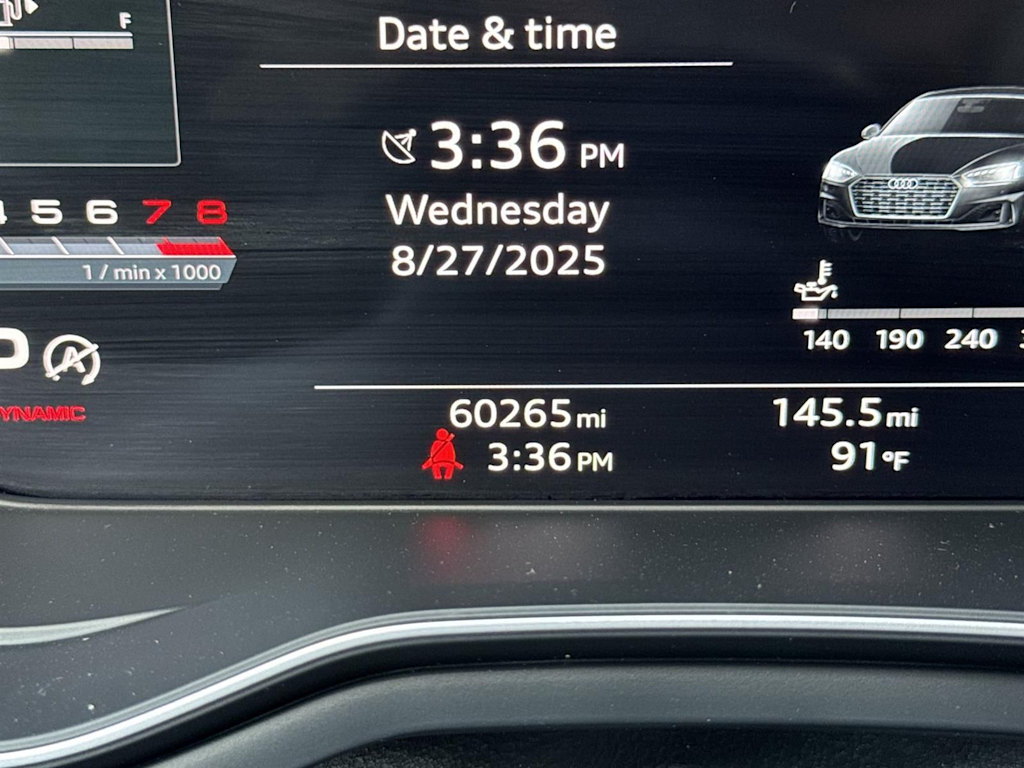 F
Date & time
3:36 PM
Wednesday
8/27/2025
5 6 7 8
1 / min x 1000
A
140 190 240
DYNAMIC
60265 mi
145.5 mi
3:36 PM
91 °F